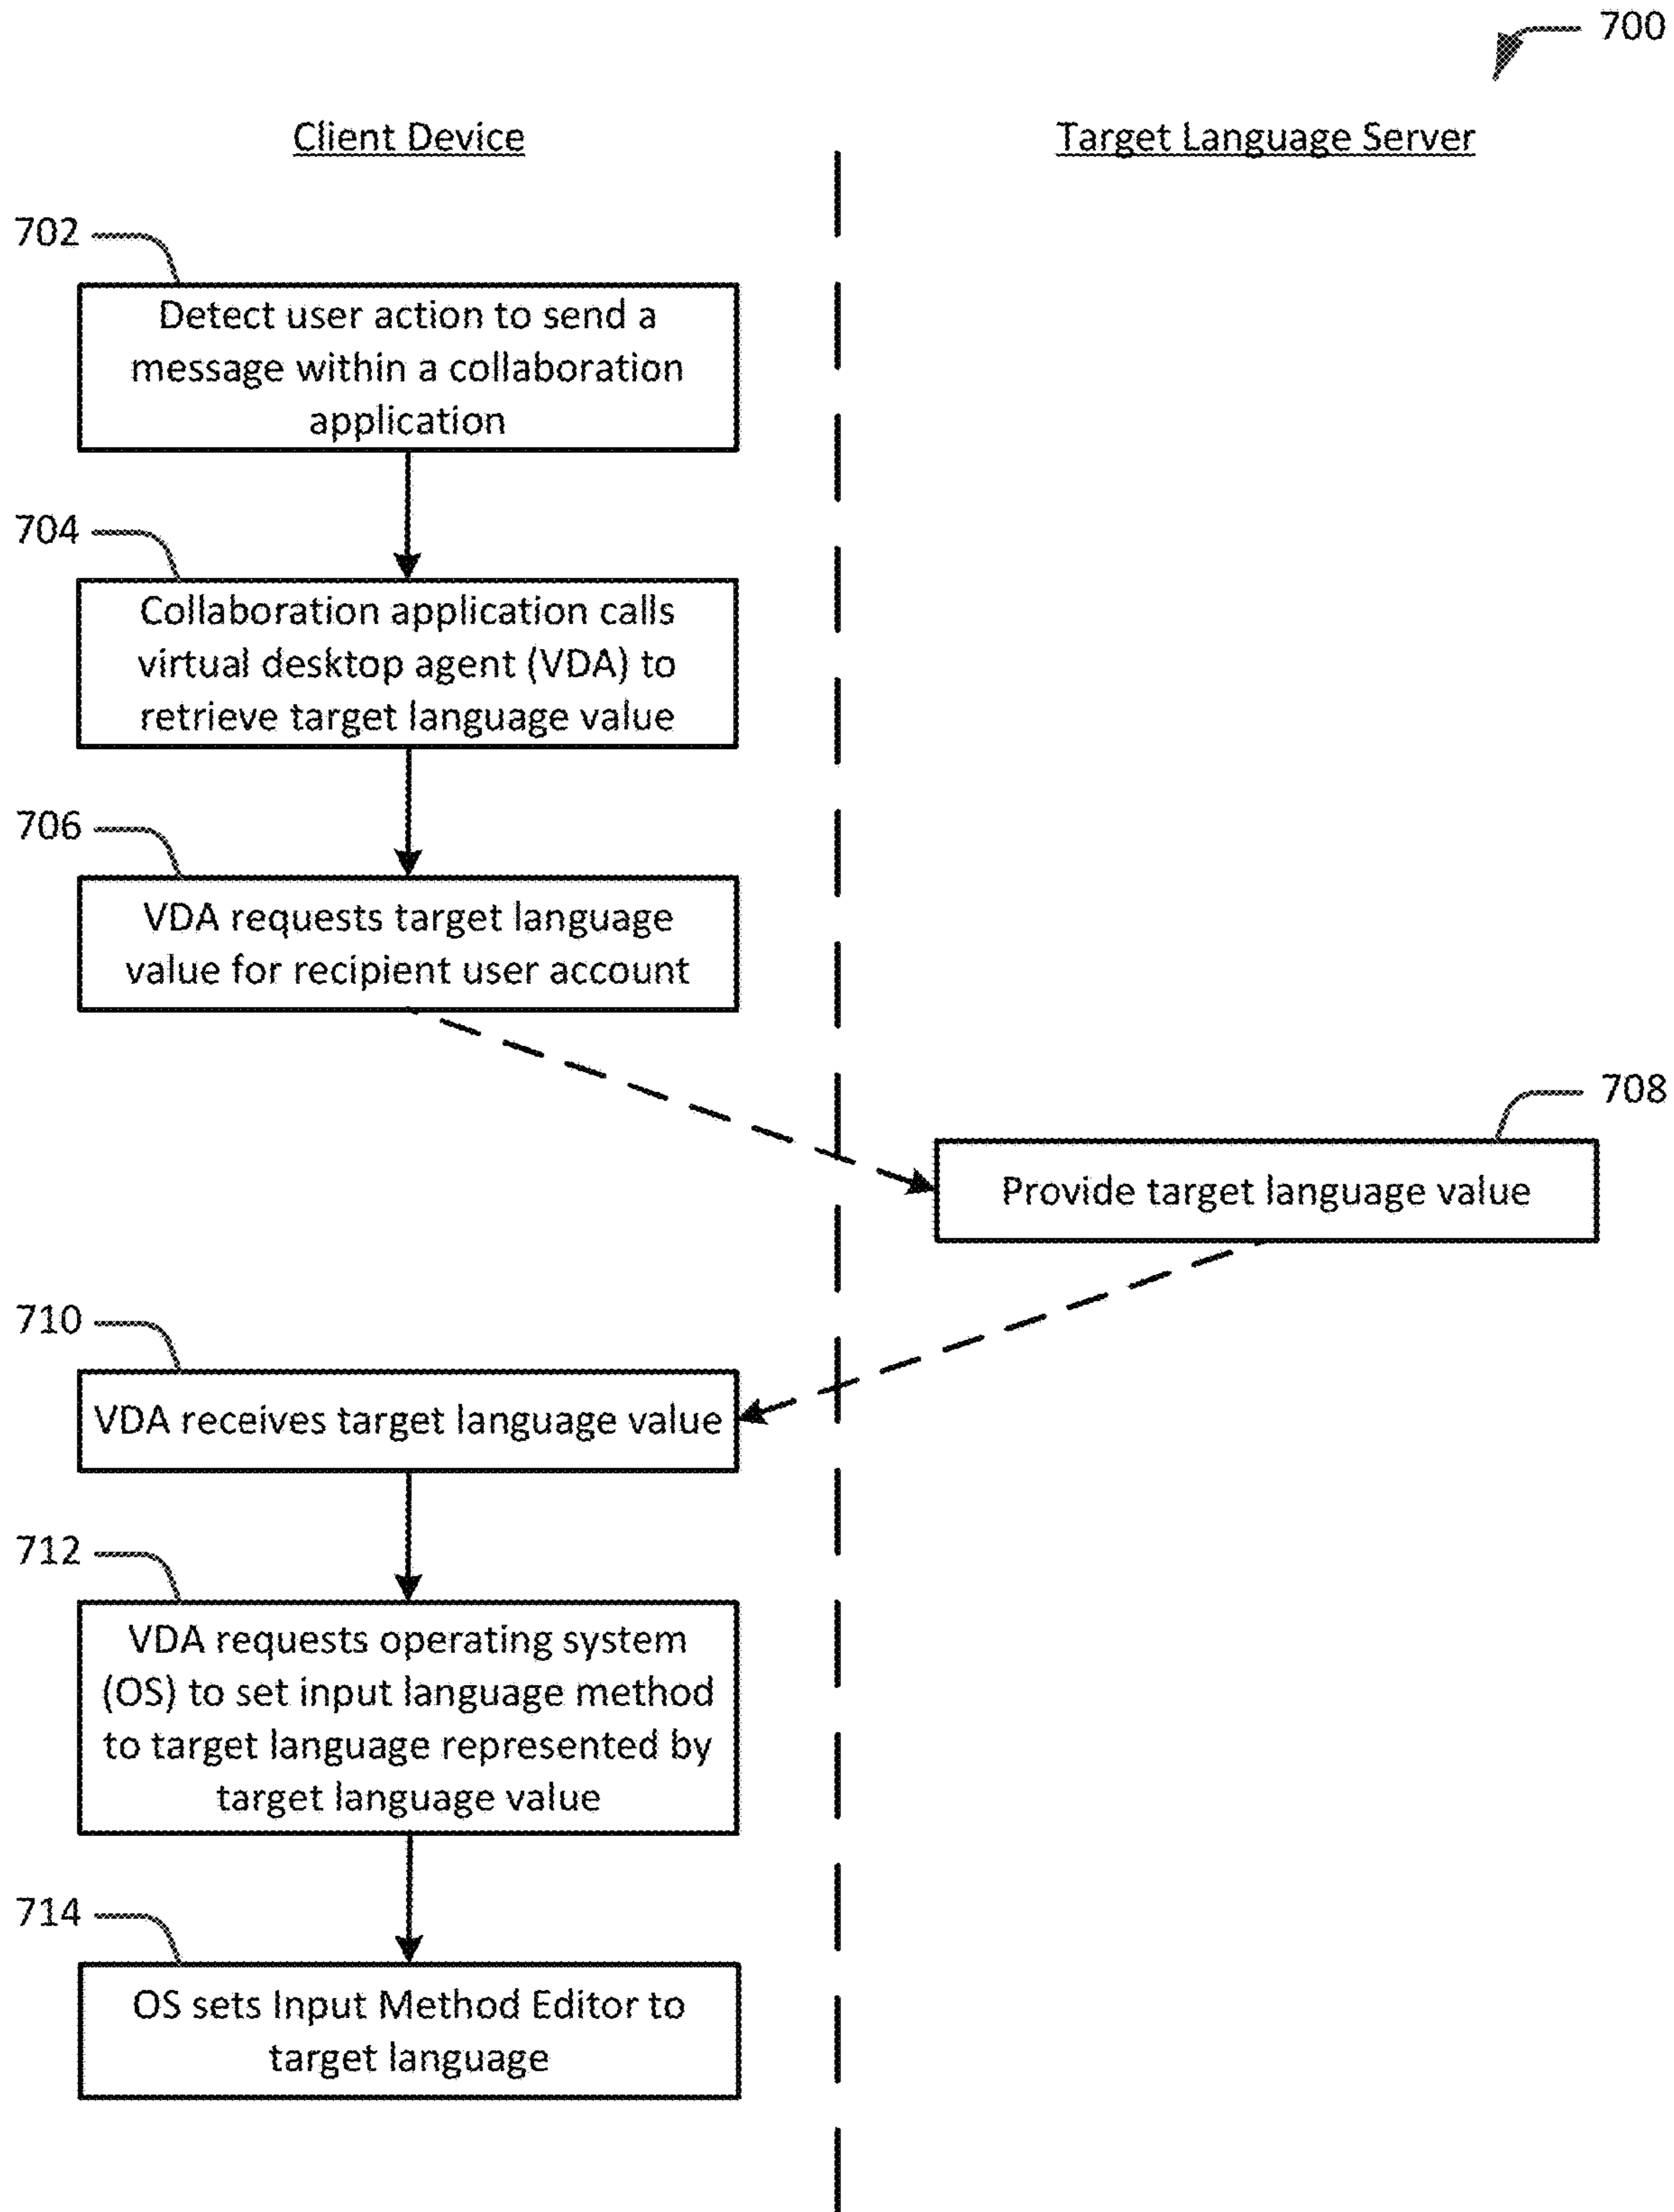 700
Client Device
Target Language Server
702
Detect user action to send a
message within a collaboration
application
704
Collaboration application calls
virtual desktop agent (VDA) to
retrieve target language value
706
VDA requests target language
value for recipient user account
708
Provide target language value
710
VDA receives target language value
712
VDA requests operating system
(OS) to set input language method
to target language represented by
target language value
714
OS sets Input Method Editor to
target language